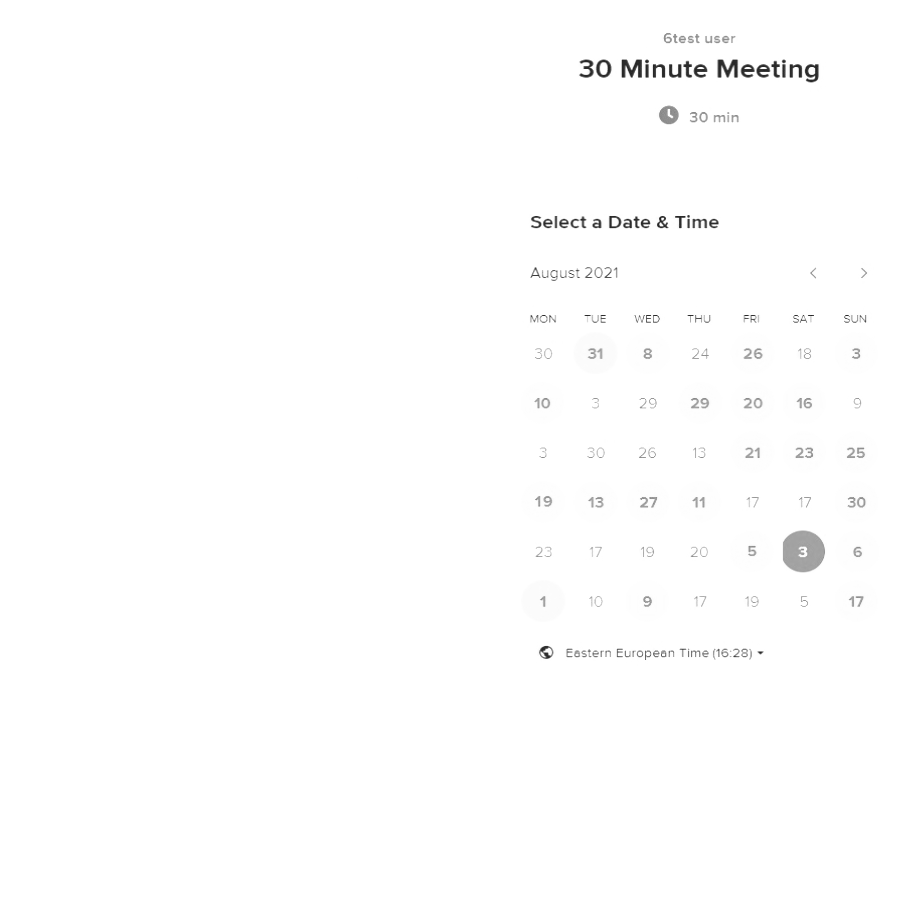 6test user
30 Minute Meeting
30 min
Select a Date & Time
August 2021
MON TUE WED THU FRI SAT SUN
30 31 8 24 26 18 3
10 3 29 29 20 16 9
3 30 26 13 21 23 25
19 13 27 11 17 17 30
23 17 19 20 5 3 6
1 10 9 17 19 5 17
Eastern European Time (16:28)